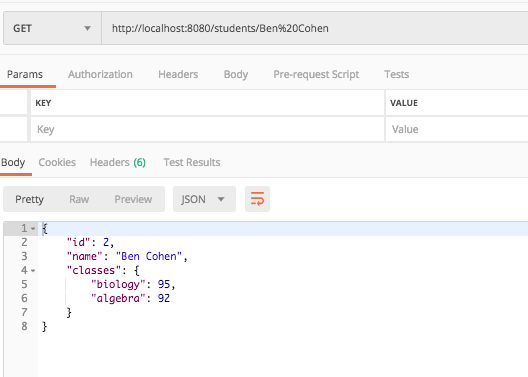 GET http://localhost:8080/students/Ben%20Cohen
Params Authorization Headers Body Pre-request Script Tests
KEY VALUE
Key Value
Body Cookies Headers (6) Test Results
Pretty Raw Preview JSON
1 {
2 "id": 2,
3 "name": "Ben Cohen",
4 "classes": {
5 "biology": 95,
6 "algebra": 92
7 }
8 }